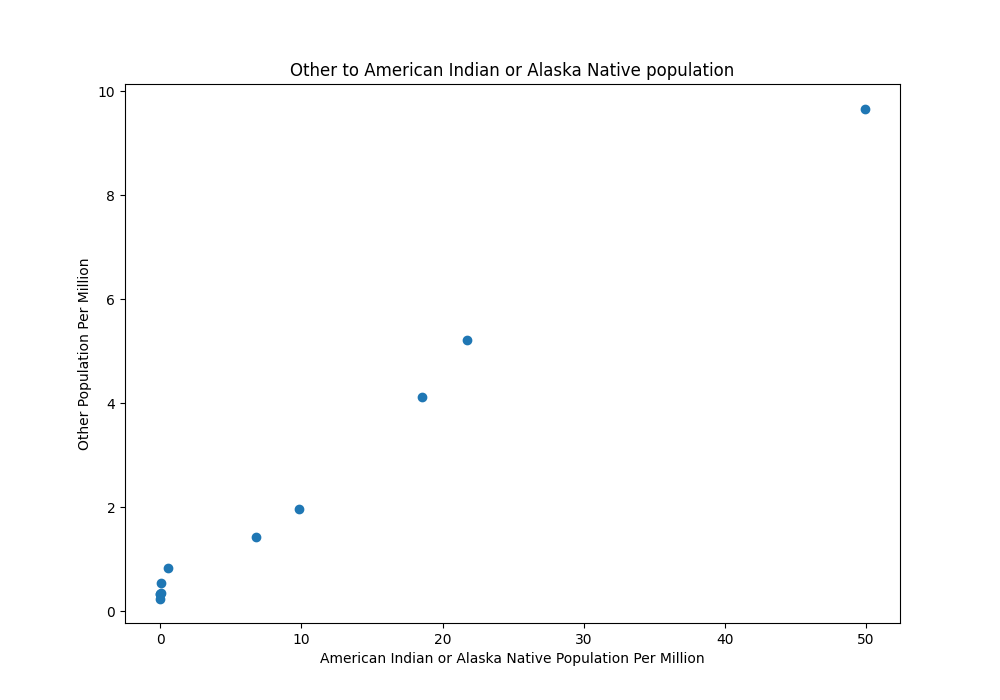 Other to American Indian or Alaska Native population
10
8
6
4
2
0
Other Population Per Million
0 10 20 30 40 50
American Indian or Alaska Native Population Per Million